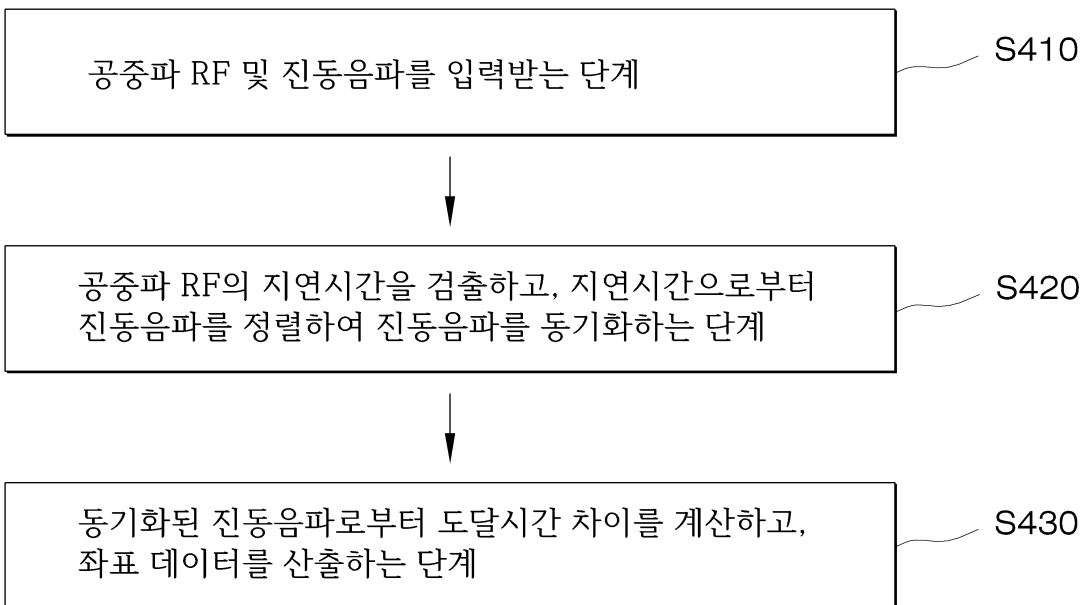 공중파 RF 및 진동음파를 입력받는 단계
S410
공중파 RF의 지연시간을 검출하고, 지연시간으로부터
진동음파를 정렬하여 진동음파를 동기화하는 단계
S420
동기화된 진동음파로부터 도달시간 차이를 계산하고,
좌표 데이터를 산출하는 단계
S430